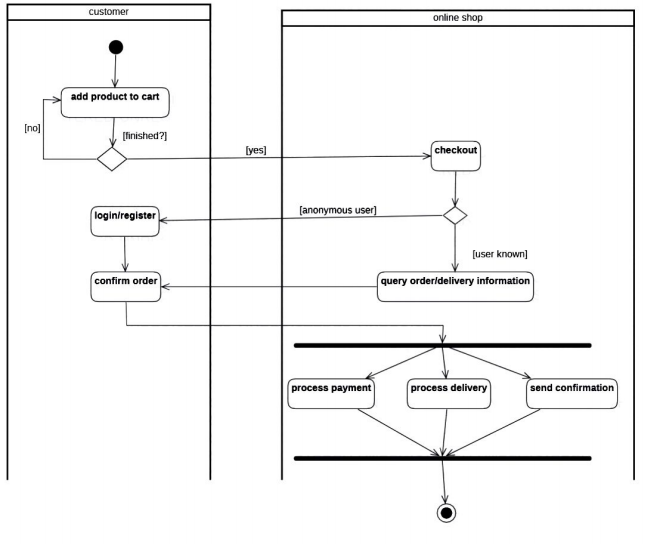 customer
online shop
add product to cart
[no]
[finished?]
[yes]
checkout
login/register
[anonymous user]
[user known]
confirm order
query order/delivery information
process payment
process delivery
send confirmation